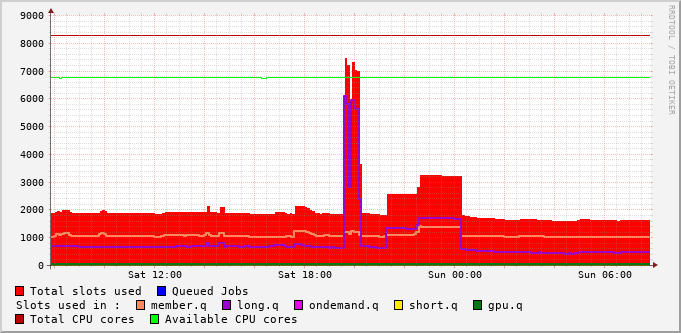 9000
8000
7000
6000
5000
4000
3000
2000
1000
0
Sat 12:00 Sat 18:00 Sun 00:00 Sun 06:00
Total slots used Queued Jobs
Slots used in : member.q long.q ondemand.q short.q gpu.q
Total CPU cores Available CPU cores
RRDTOOL / TOBI OETIKER